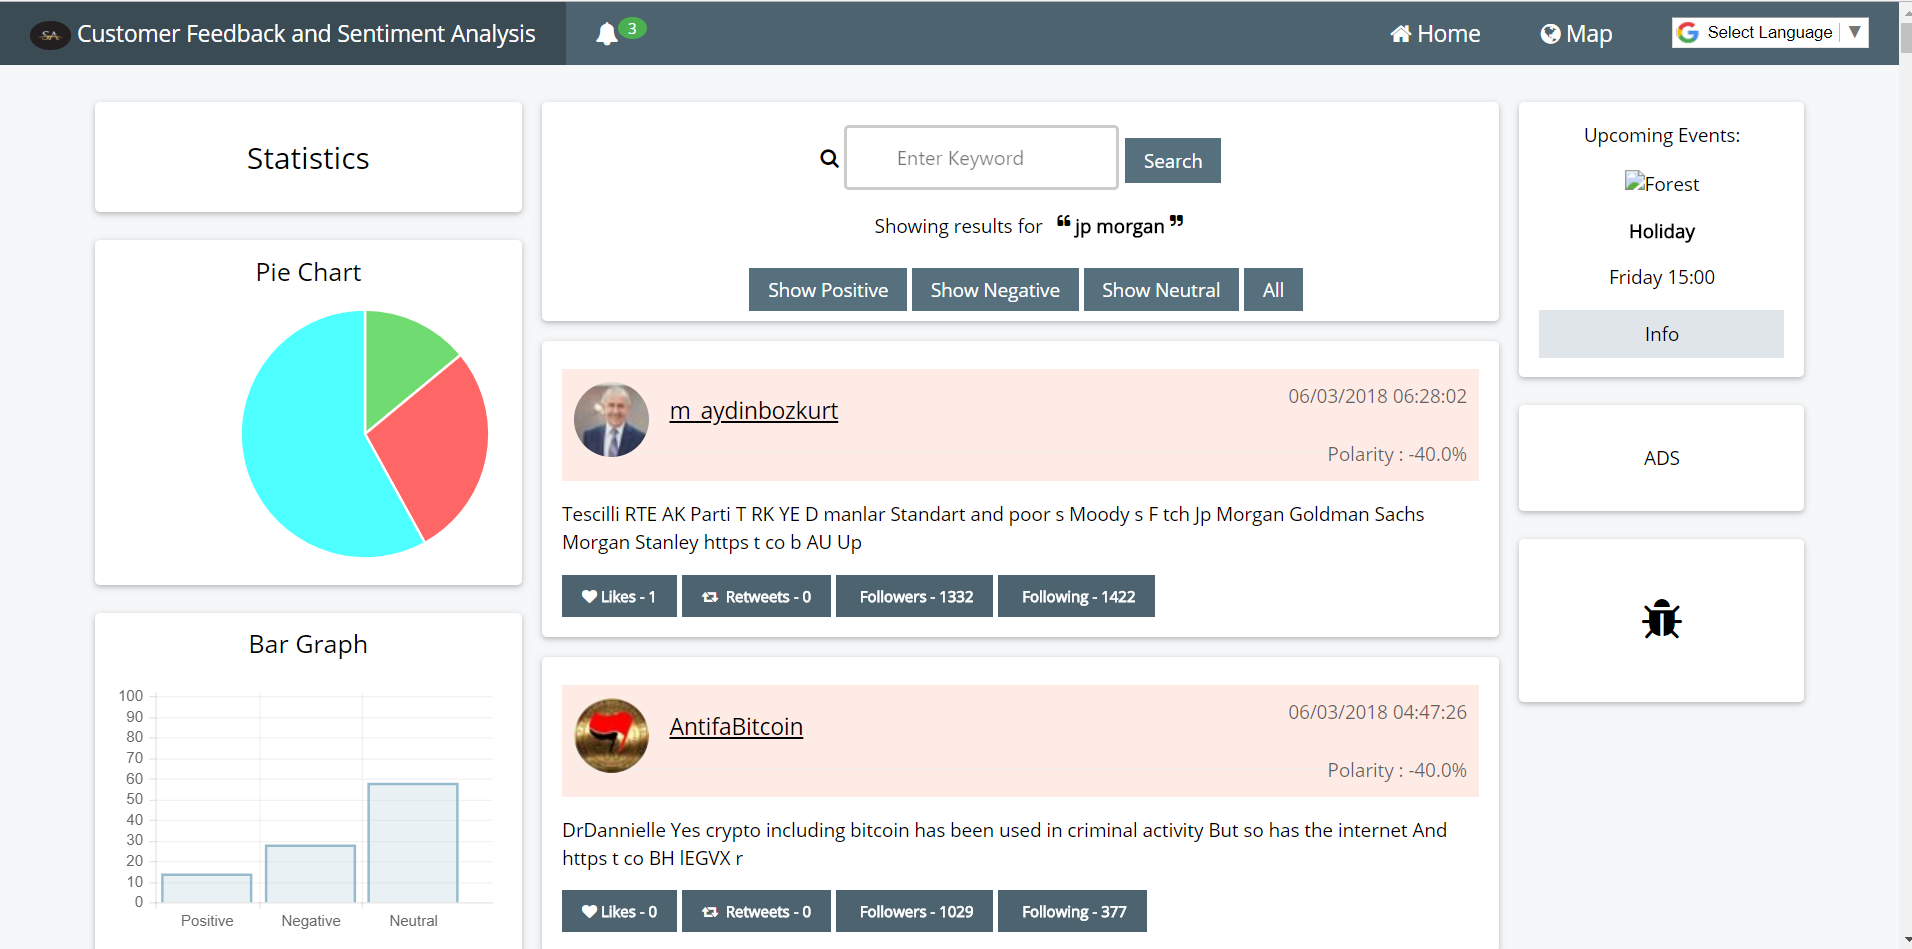 SA Customer Feedback and Sentiment Analysis
3
Home
Map
Select Language ▼
Statistics
Pie Chart
Bar Graph
100
90
80
70
60
50
40
30
20
10
0
Positive Negative Neutral
Enter Keyword
Search
Showing results for “ jp morgan ”
Show Positive
Show Negative
Show Neutral
All
m_aydinbozkurt
06/03/2018 06:28:02
Polarity : -40.0%
Tescilli RTE AK Parti T RK YE D manlar Standart and poor s Moody s F tch Jp Morgan Goldman Sachs
Morgan Stanley https t co b AU Up
Likes - 1
Retweets - 0
Followers - 1332
Following - 1422
AntifaBitcoin
06/03/2018 04:47:26
Polarity : -40.0%
DrDannielle Yes crypto including bitcoin has been used in criminal activity But so has the internet And
https t co BH lEGVX r
Likes - 0
Retweets - 0
Followers - 1029
Following - 377
Upcoming Events:
Forest
Holiday
Friday 15:00
Info
ADS